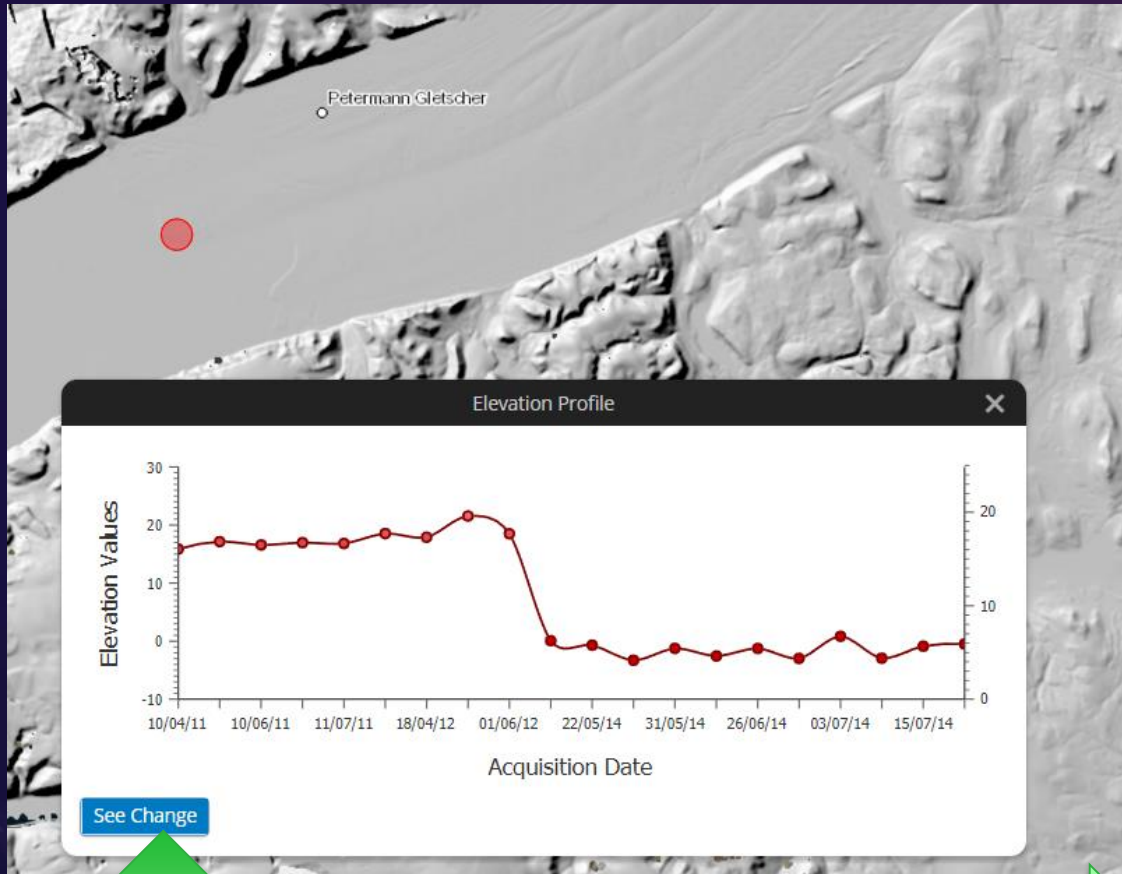 Petermann Gletscher
Elevation Profile
Elevation Values
30
20
10
0
-10
20
10
0
10/04/11 10/06/11 11/07/11 18/04/12 01/06/12 22/05/14 31/05/14 26/06/14 03/07/14 15/07/14
Acquisition Date
See Change